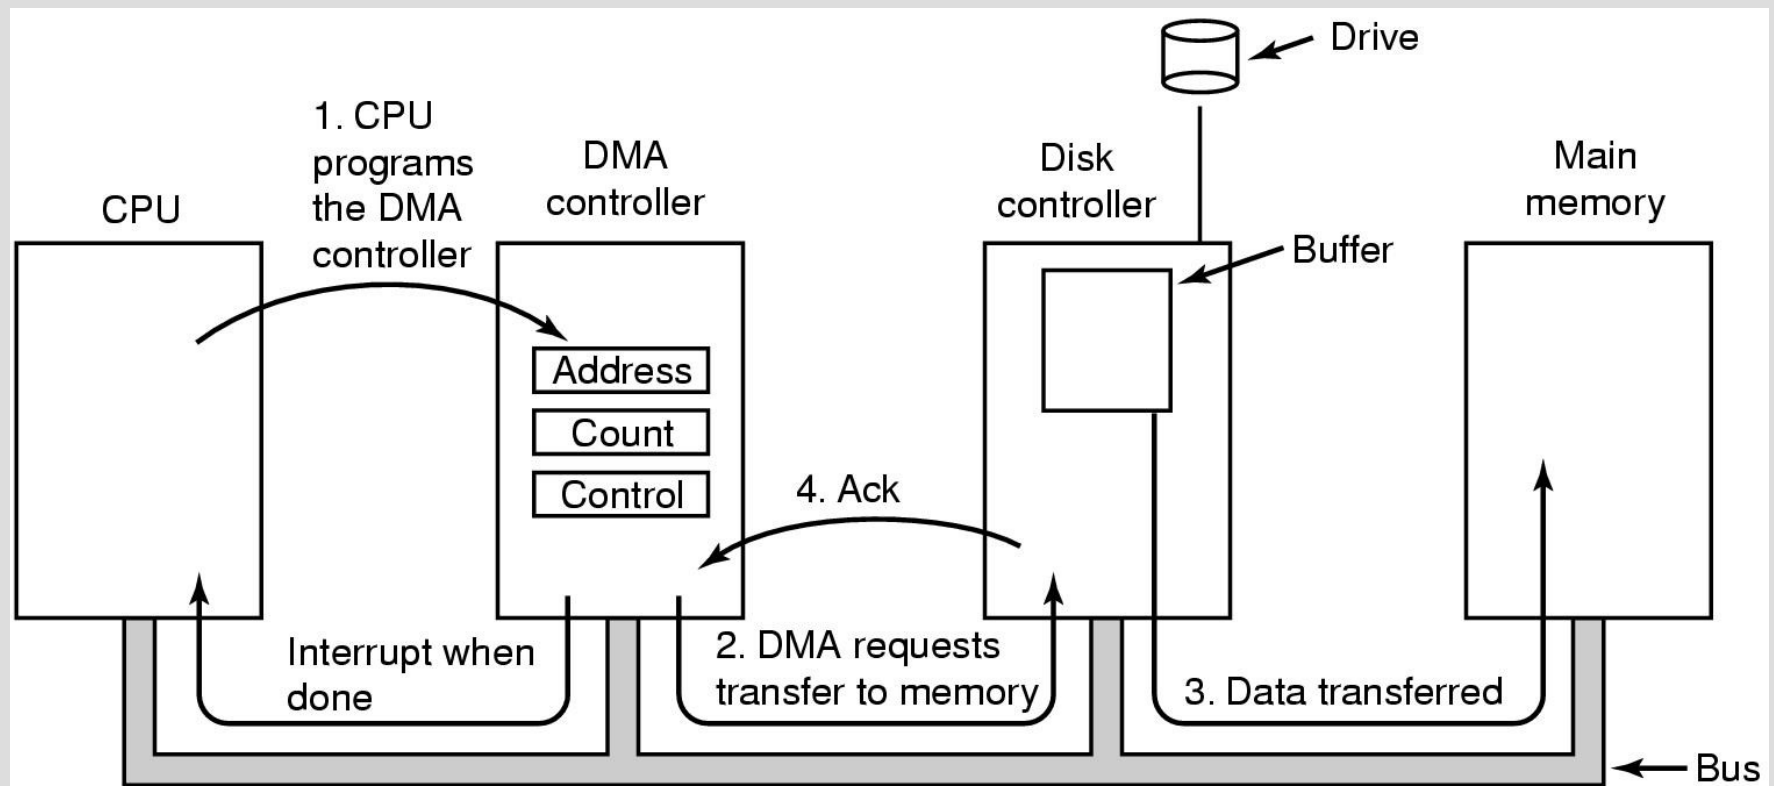 Drive
1. CPU
programs
the DMA
controller
CPU
DMA
controller
Disk
controller
Main
memory
Buffer
Address
Count
Control
4. Ack
Interrupt when
done
2. DMA requests
transfer to memory
3. Data transferred
Bus